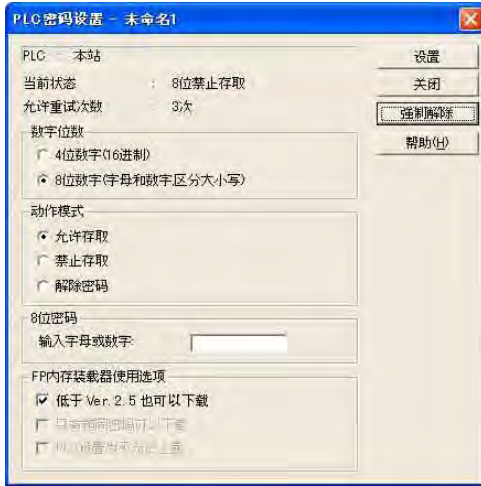 PLC密码设置 - 未命名1
PLC - 本站
当前状态 : 8位禁止存取
允许重试次数 : 3次
数字位数
4位数字(16进制)
8位数字(字母和数字,区分大小写)
动作模式
允许存取
禁止存取
解除密码
8位密码
输入字母或数字:
FP内存装载器使用选项
低于 Ver.2.5 也可以下载
设置
关闭
强制解除
帮助(H)